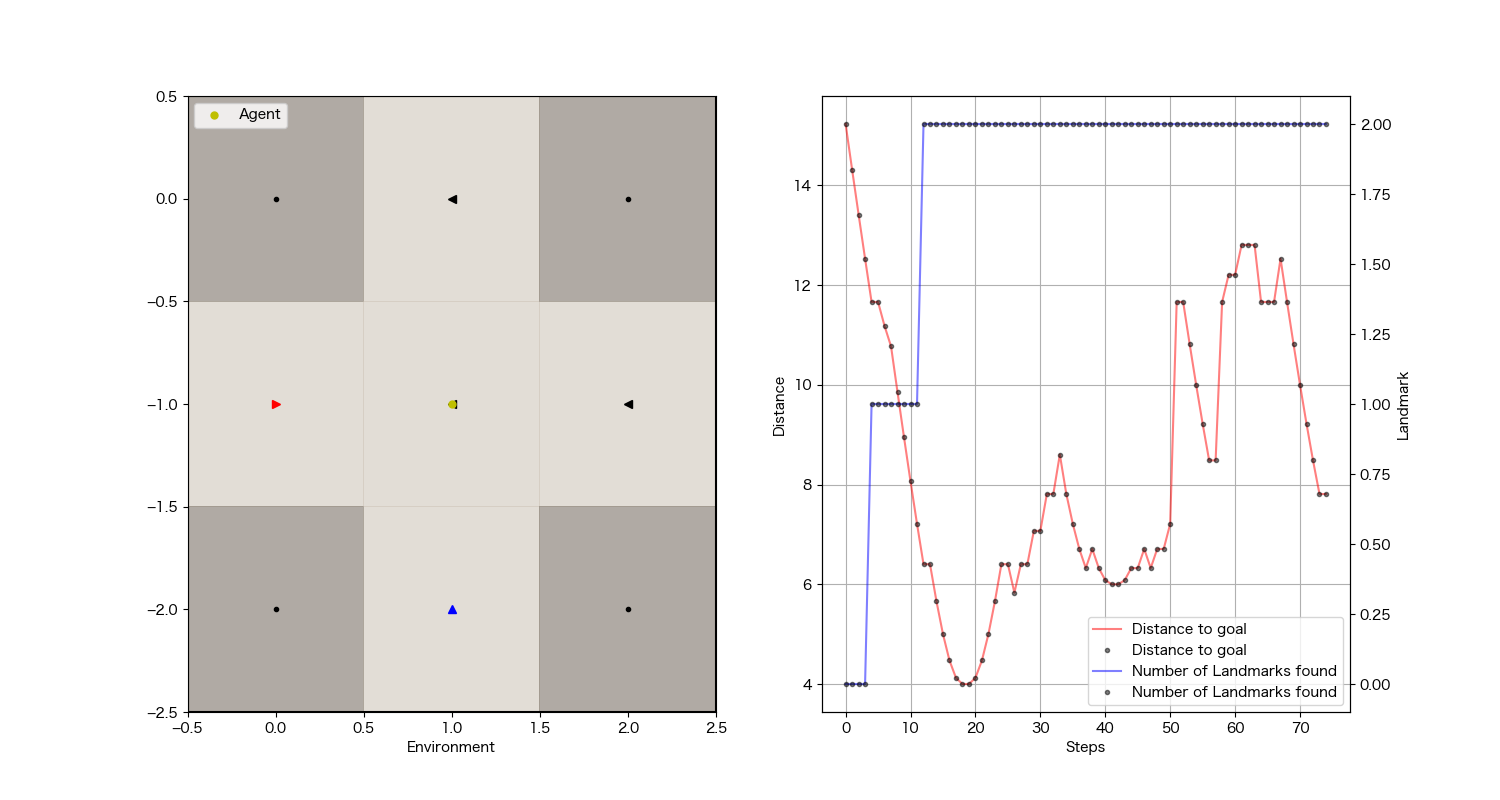 Agent
0.5
0.0
−0.5
−1.0
−1.5
−2.0
−2.5
−0.5 0.0 0.5 1.0 1.5 2.0 2.5
Environment
14
12
10
8
6
4
Distance
0 10 20 30 40 50 60 70
Steps
2.00
1.75
1.50
1.25
1.00
0.75
0.50
0.25
0.00
Landmark
Distance to goal
Distance to goal
Number of Landmarks found
Number of Landmarks found